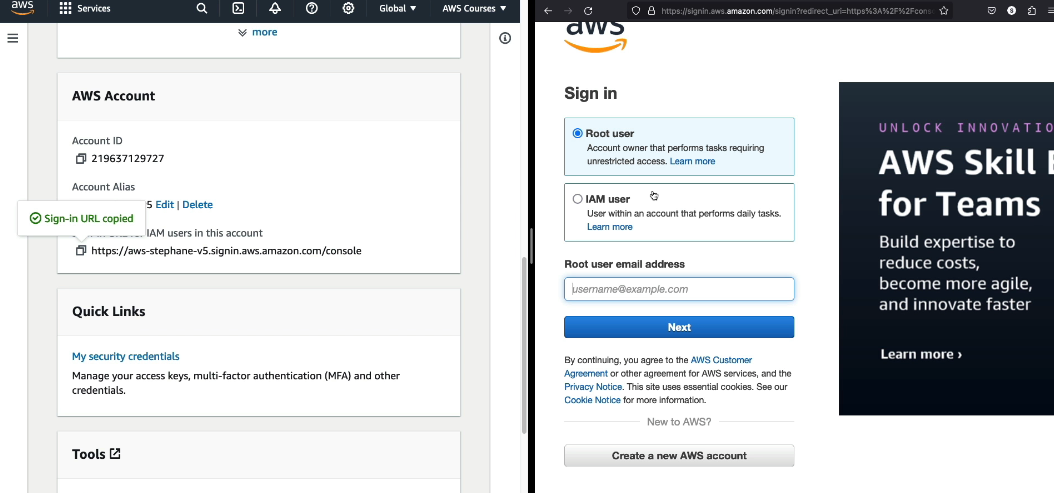 aws
Services
Global ▼
AWS Courses ▼
more
AWS Account
Account ID
219637129727
Account Alias
5 Edit | Delete
Sign-in URL copied
IAM users in this account
https://aws-stephane-v5.signin.aws.amazon.com/console
Quick Links
My security credentials
Manage your access keys, multi-factor authentication (MFA) and other
credentials.
Tools
https://signin.aws.amazon.com/signin?redirect_uri=https%3A%2F%2Fcons
aws
Sign in
Root user
Account owner that performs tasks requiring
unrestricted access. Learn more
IAM user
User within an account that performs daily tasks.
Learn more
Root user email address
username@example.com
Next
By continuing, you agree to the AWS Customer
Agreement or other agreement for AWS services, and the
Privacy Notice. This site uses essential cookies. See our
Cookie Notice for more information.
New to AWS?
Create a new AWS account
UNLOCK INNOVATIO
AWS Skill
for Teams
Build expertise to
reduce costs,
become more agile,
and innovate faster
Learn more ›